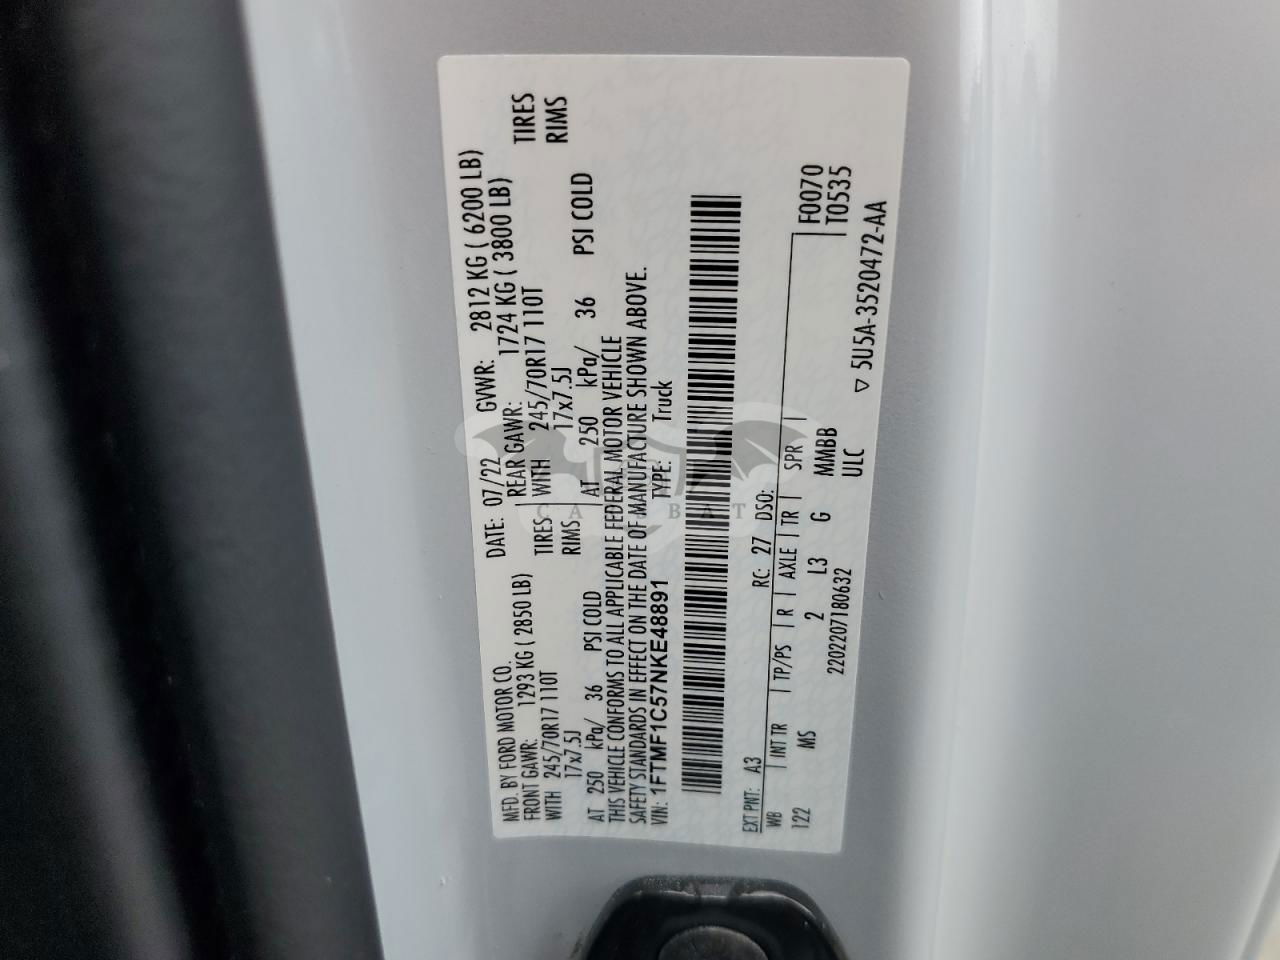 MFD. BY FORD MOTOR CO.
DATE: 07/22 GVWR: 2812 KG ( 6200 LB)
FRONT GAWR: 1293 KG ( 2850 LB) REAR GAWR: 1724 KG ( 3800 LB)
WITH 245/70R17 110T TIRES WITH 245/70R17 110T TIRES
17x7.5J RIMS 17x7.5J RIMS
AT 250 kPa/ 36 PSI COLD AT 250 kPa/ 36 PSI COLD
THIS VEHICLE CONFORMS TO ALL APPLICABLE FEDERAL MOTOR VEHICLE
SAFETY STANDARDS IN EFFECT ON THE DATE OF MANUFACTURE SHOWN ABOVE.
VIN: 1FTMF1C57NKE48891 TYPE: Truck
F0070
T0535
EXT PNT: A3 RC: 27 DSO:
WB | INT TR | TP/PS | R | AXLE | TR | SPR |
122 MS 2 L3 G MMBB
2202207180632 ULC
▽ 5U5A-3520472-AA